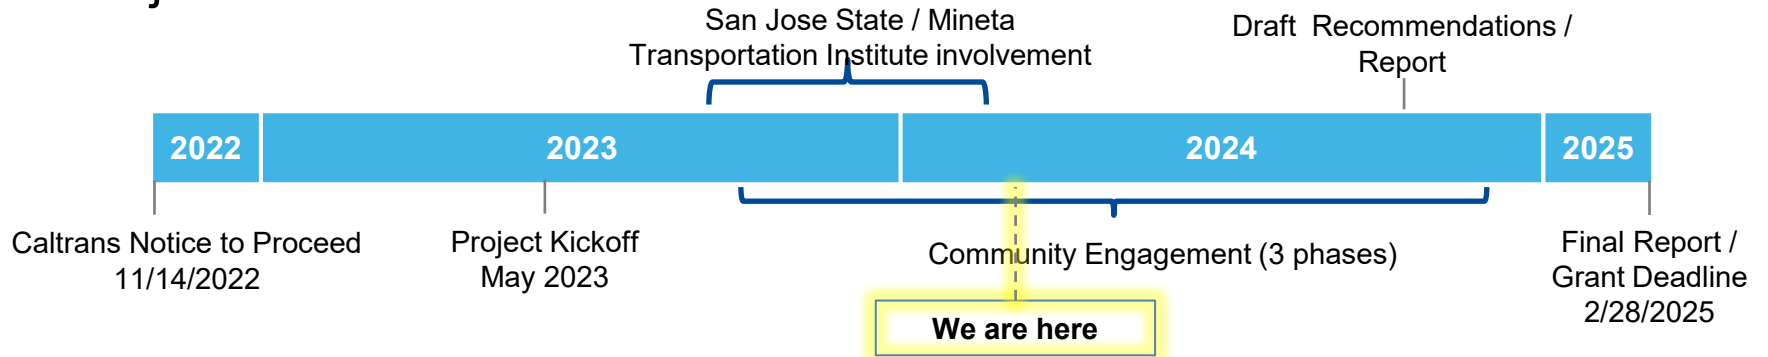 San Jose State / Mineta
Transportation Institute involvement
Draft Recommendations /
Report
2022
2023
2024
2025
Caltrans Notice to Proceed
11/14/2022
Project Kickoff
May 2023
Community Engagement (3 phases)
Final Report /
Grant Deadline
2/28/2025
We are here